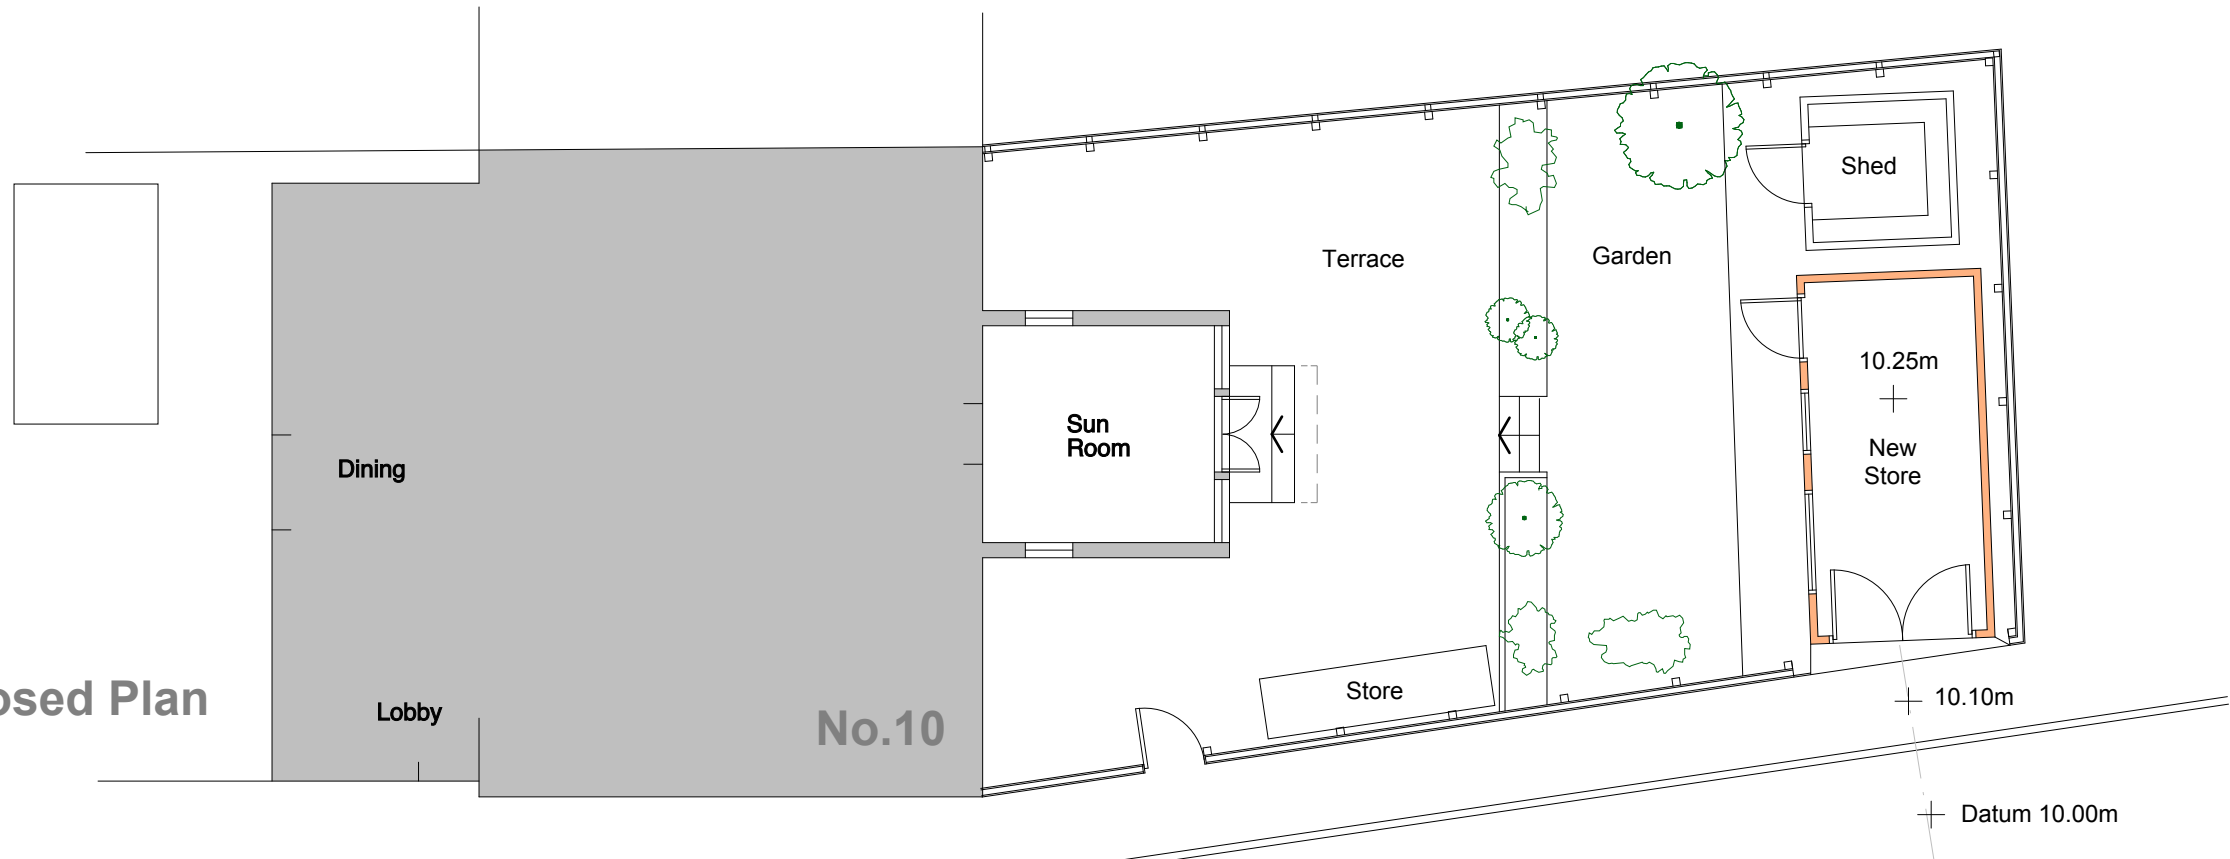 Shed
Terrace
Garden
10.25m
Sun
Room
New
Store
Dining
Store
osed Plan
Lobby
No.10
10.10m
Datum 10.00m